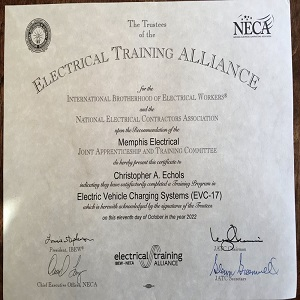 The Trustees
of the
NECA
ELECTRICAL TRAINING ALLIANCE
for the
INTERNATIONAL BROTHERHOOD OF ELECTRICAL WORKERS®
and the
NATIONAL ELECTRICAL CONTRACTORS ASSOCIATION
upon the Recommendation of the
Memphis Electrical
JOINT APPRENTICESHIP AND TRAINING COMMITTEE
do hereby present this certificate to
Christopher A. Echols
indicating they have satisfactorily completed a Training Program in
Electric Vehicle Charging Systems (EVC-17)
which is herewith acknowledged by the signatures of the Trustees
on this eleventh day of October in the year 2022
President, IBEW®
electrical training
IBEW - NECA
ALLIANCE
Chief Executive Officer, NECA
JATC Secretary